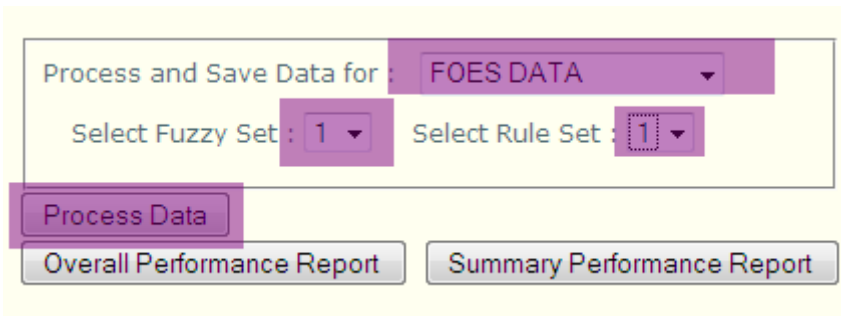 Process and Save Data for : FOES DATA
Select Fuzzy Set : 1 Select Rule Set : 1
Process Data
Overall Performance Report Summary Performance Report